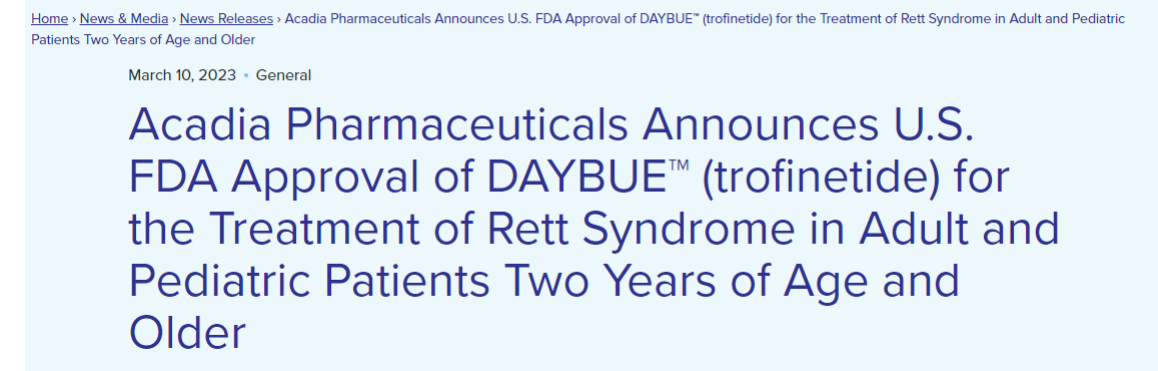 Home › News & Media › News Releases › Acadia Pharmaceuticals Announces U.S. FDA Approval of DAYBUE™ (trofinetide) for the Treatment of Rett Syndrome in Adult and Pediatric
Patients Two Years of Age and Older
March 10, 2023 • General
Acadia Pharmaceuticals Announces U.S.
FDA Approval of DAYBUE™ (trofinetide) for
the Treatment of Rett Syndrome in Adult and
Pediatric Patients Two Years of Age and
Older